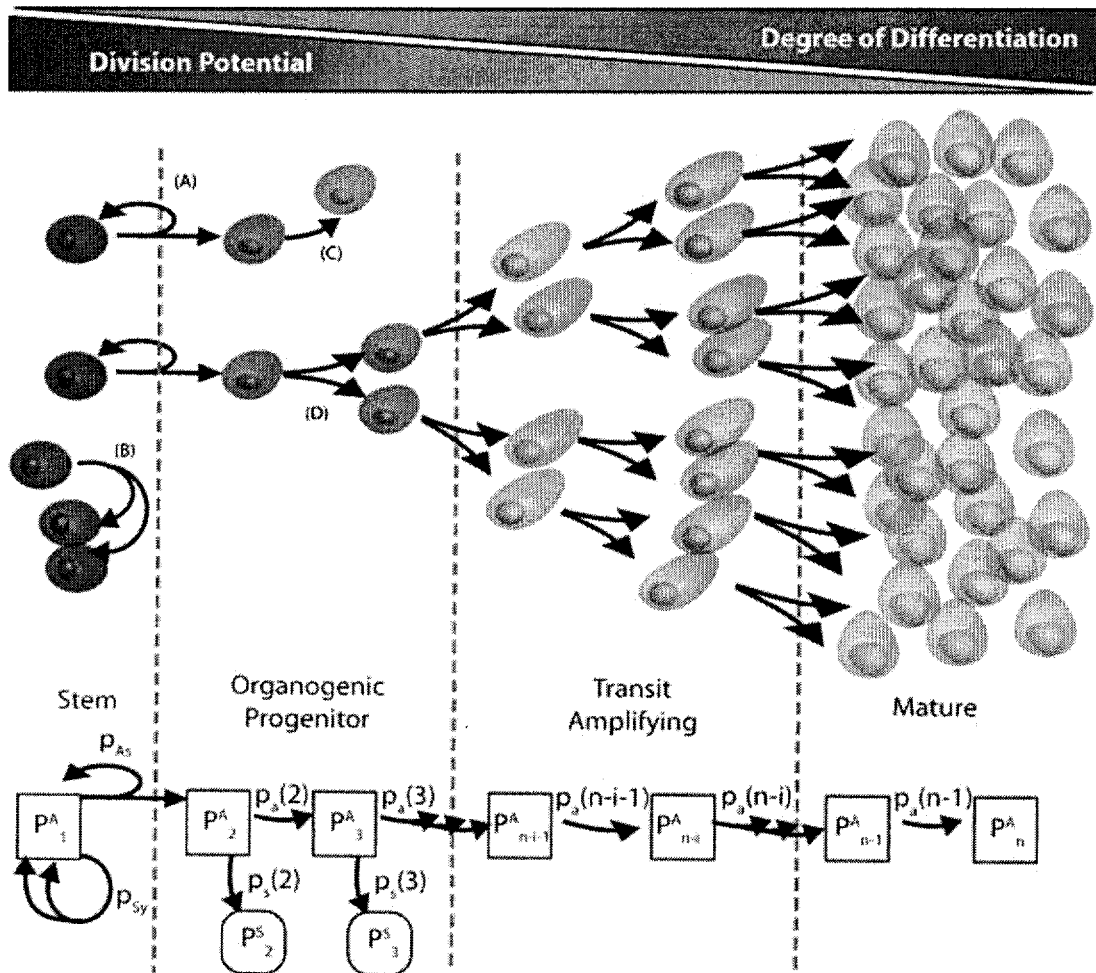 Degree of Differentiation
Division Potential
(A)
(C)
(D)
(B)
Stem
Organogenic
Progenitor
Transit
Amplifying
Mature
p_As
P^A_1
p_Sy
P^A_2
p_a(2)
P^A_3
p_a(3)
P^A_n-i-1
p_a(n-i-1)
P^A_n-i
p_a(n-i)
P^A_n-1
p_a(n-1)
P^A_n
p_s(2)
p_s(3)
P^S_2
P^S_3